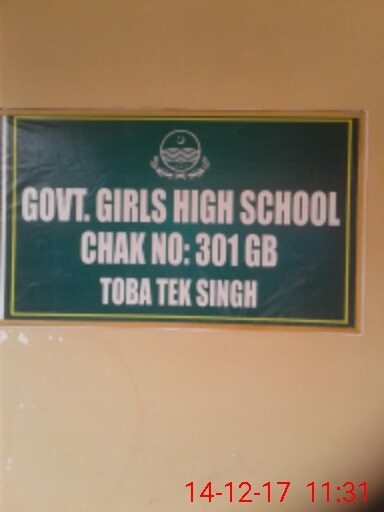 GOVT. GIRLS HIGH SCHOOL
CHAK NO: 301 GB
TOBA TEK SINGH
14-12-17 11:31